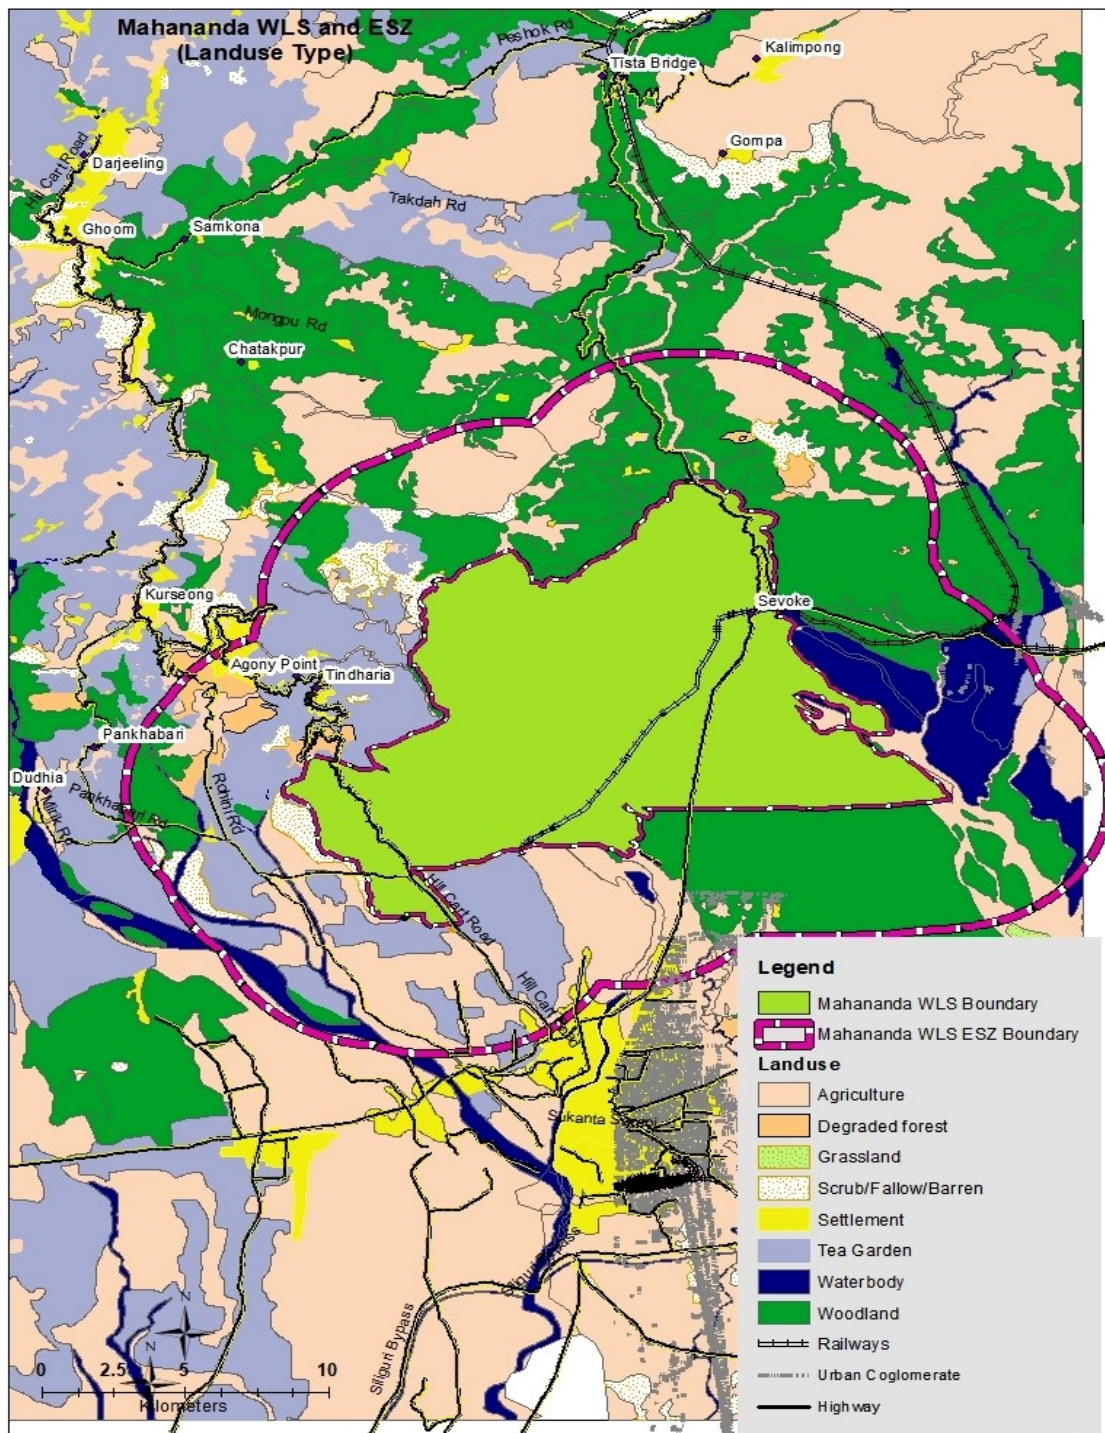 Mahananda WLS and ESZ
(Landuse Type)
Peshok Rd
Kalimpong
Tista Bridge
Gompa
Hill Cart Road
Darjeeling
Takdah Rd
Ghoom
Samkona
Mongpu Rd
Chatakpur
Kurseong
Sevoke
Agony Point
Tindharia
Pankhabari
Dudhia
Mirik Rd
Pankhabari Rd
Rohini Rd
Hill Cart Road
Hill Cart Road
Sukanta
Siliguri Bypass
Siliguri Bypass
Legend
Mahananda WLS Boundary
Mahananda WLS ESZ Boundary
Landuse
Agriculture
Degraded forest
Grassland
Scrub/Fallow/Barren
Settlement
Tea Garden
Waterbody
Woodland
Railways
Urban Coglomerate
Highway
N
N
0 2.5 5 10
Kilometers